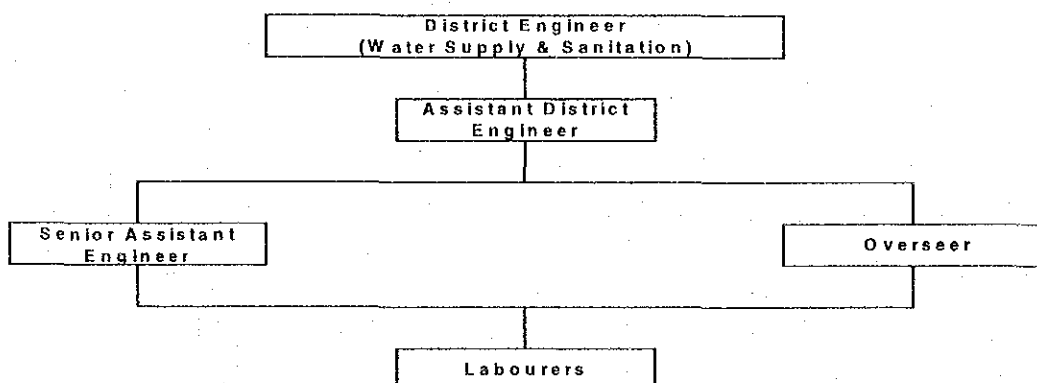 District Engineer
(Water Supply & Sanitation)
Assistant District
Engineer
Senior Assistant
Engineer
Overseer
Labourers